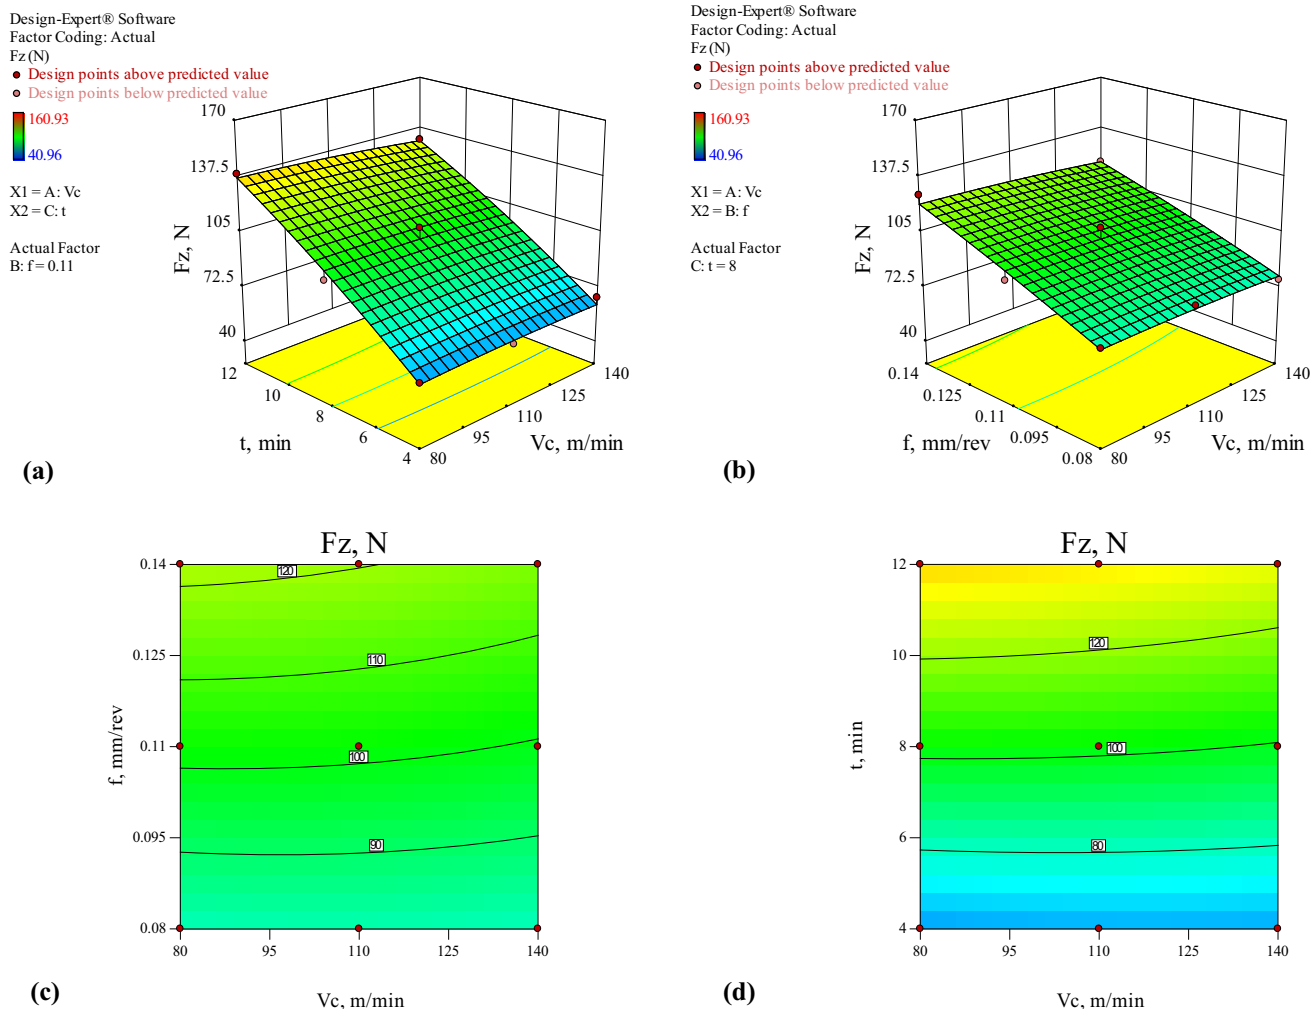 Design-Expert® Software
Factor Coding: Actual
Fz (N)
Design points above predicted value
Design points below predicted value
160.93
40.96
X1 = A: Vc
X2 = C: t
Actual Factor
B: f = 0.11
170
137.5
105
72.5
40
Fz, N
12
10
8
6
4
t, min
80
95
110
125
140
Vc, m/min
(a)
Design-Expert® Software
Factor Coding: Actual
Fz (N)
Design points above predicted value
Design points below predicted value
160.93
40.96
X1 = A: Vc
X2 = B: f
Actual Factor
C: t = 8
170
137.5
105
72.5
40
Fz, N
0.14
0.125
0.11
0.095
0.08
f, mm/rev
80
95
110
125
140
Vc, m/min
(b)
Fz, N
0.14
0.125
0.11
0.095
0.08
f, mm/rev
120
110
100
90
80
95
110
125
140
Vc, m/min
(c)
Fz, N
12
10
8
6
4
t, min
120
100
80
80
95
110
125
140
Vc, m/min
(d)